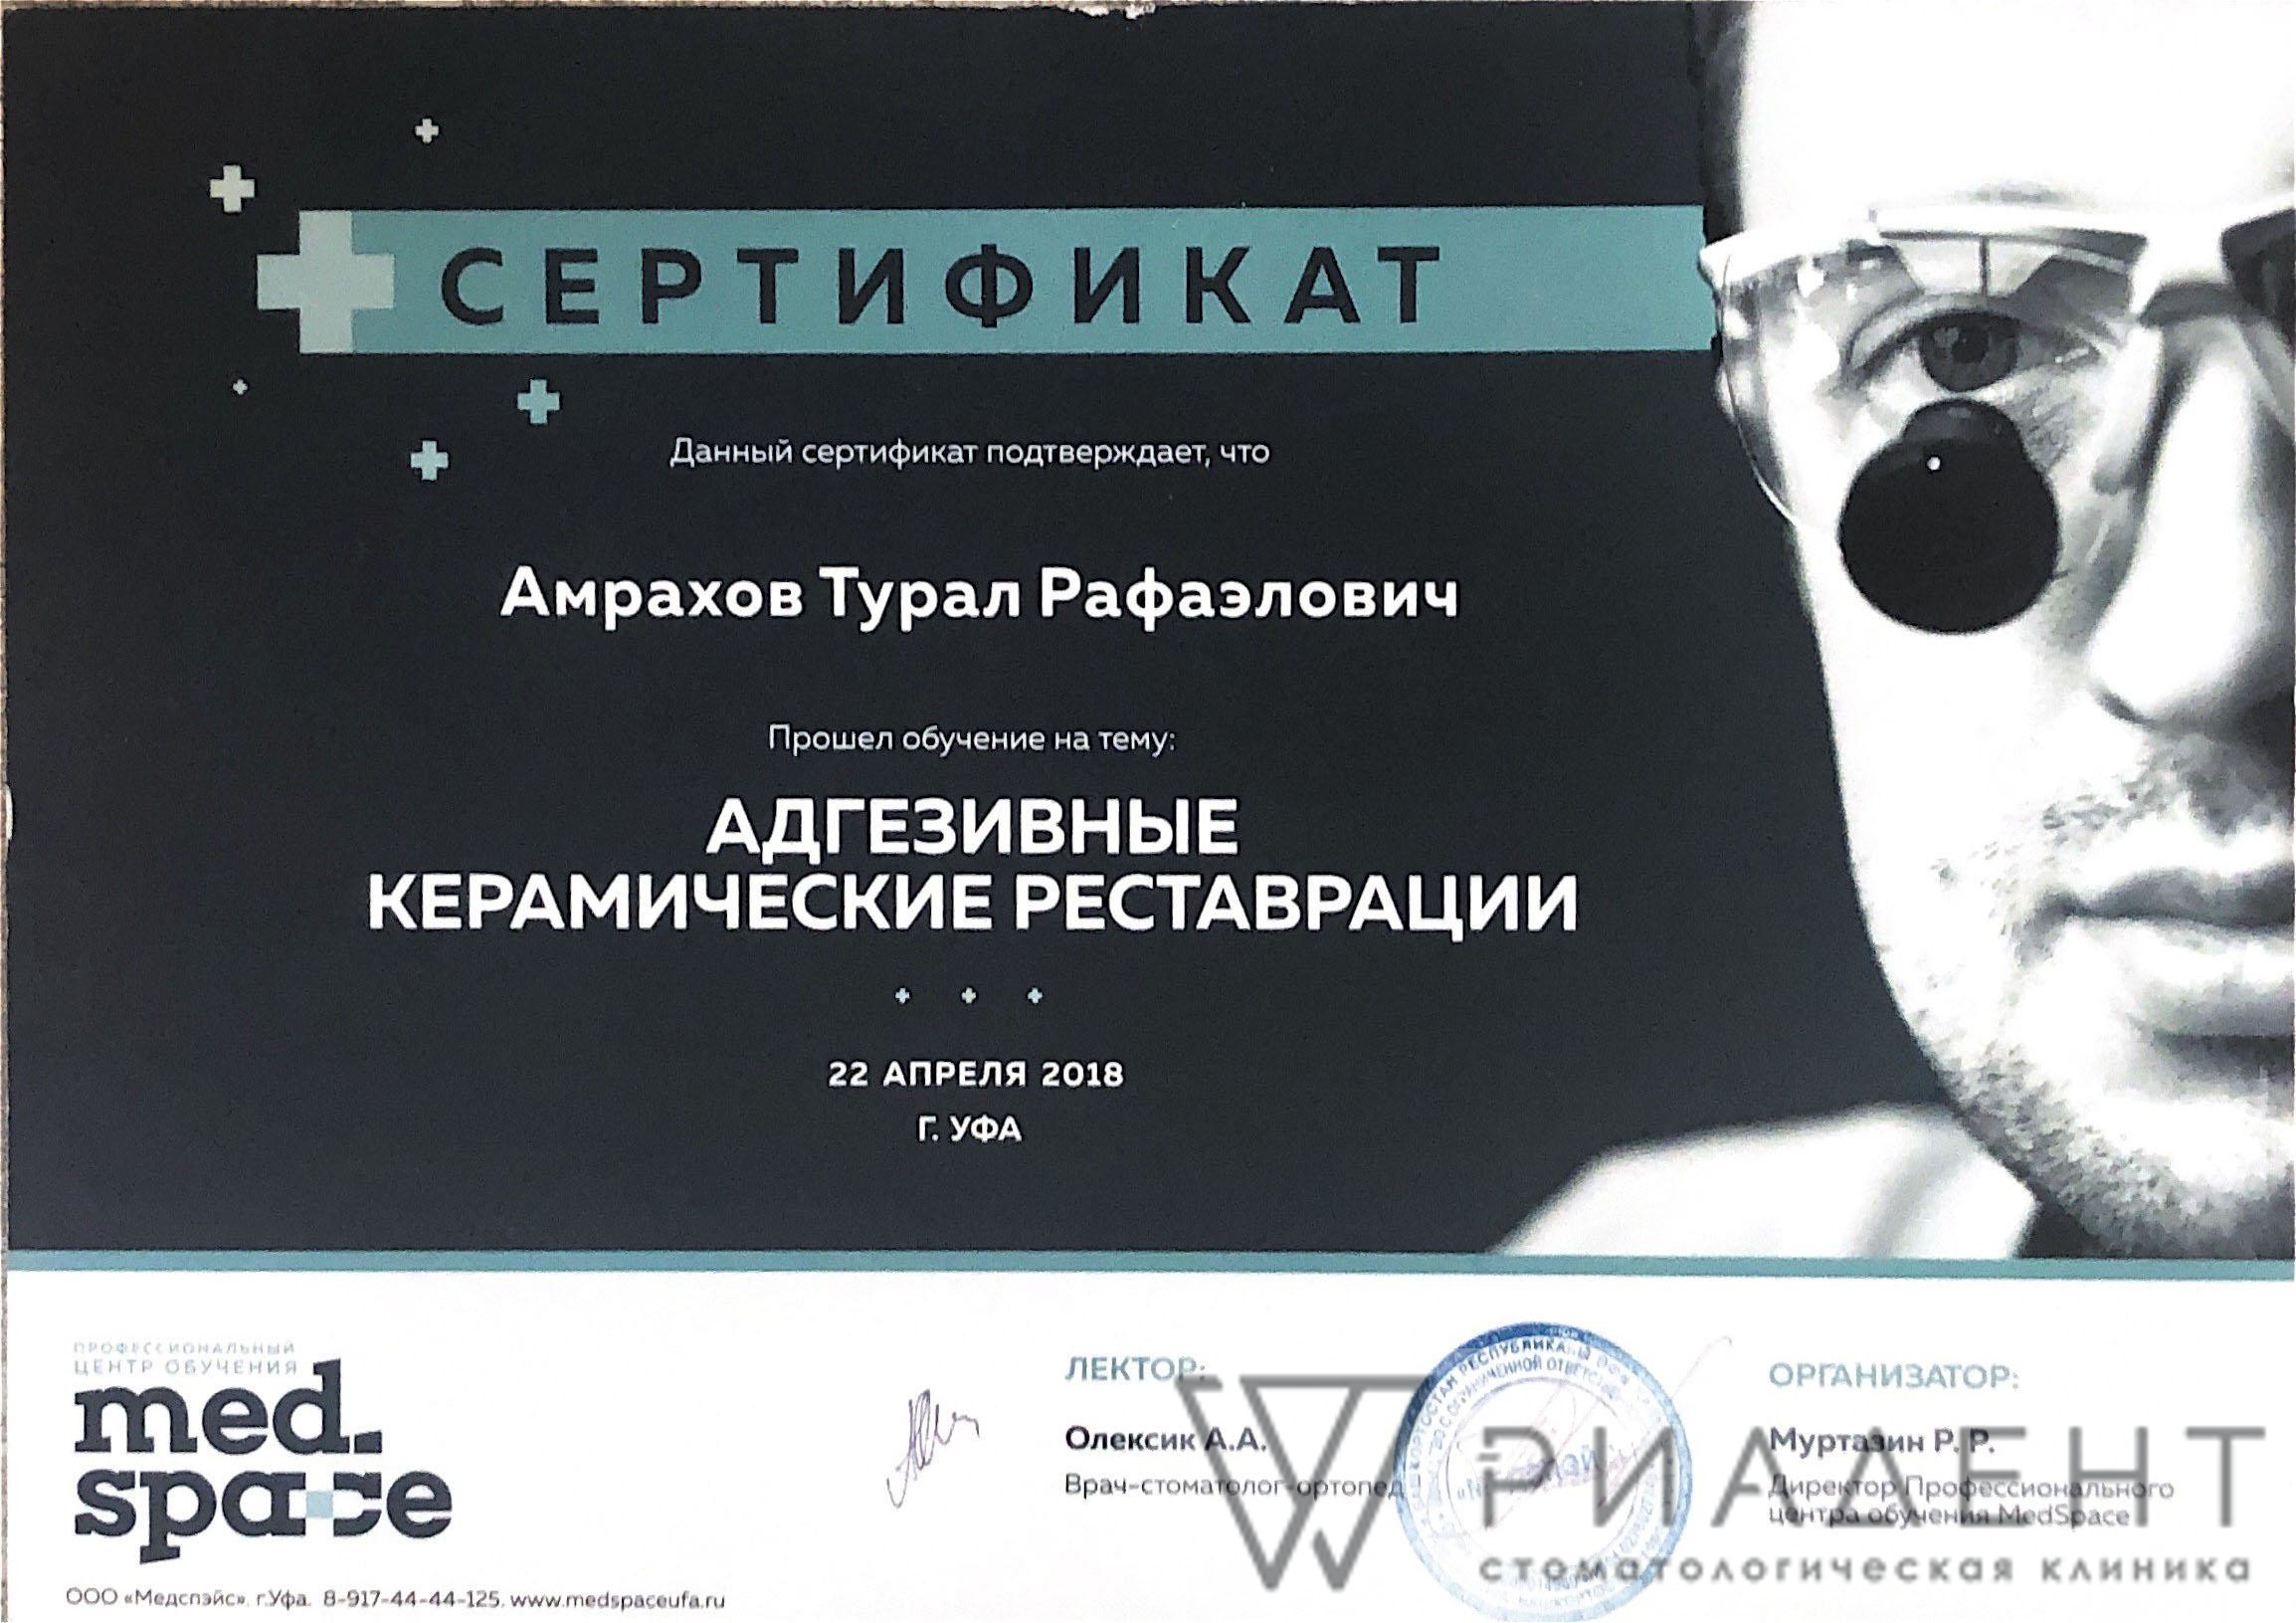 СЕРТИФИКАТ
Данный сертификат подтверждает, что
Амрахов Турал Рафаэлович
Прошел обучение на тему:
АДГЕЗИВНЫЕ
КЕРАМИЧЕСКИЕ РЕСТАВРАЦИИ
22 АПРЕЛЯ 2018
Г. УФА
ПРОФЕССИОНАЛЬНЫЙ
ЦЕНТР ОБУЧЕНИЯ
med.
space
ООО «Медспэйс». г.Уфа. 8-917-44-44-125. www.medspaceufa.ru
ЛЕКТОР:
Олексик А.А.
Врач-стоматолог-ортопед
ОРГАНИЗАТОР:
Муртазин Р. Р.
Директор Профессионального
центра обучения MedSpace
РИАДЕНТ
стоматологическая клиника